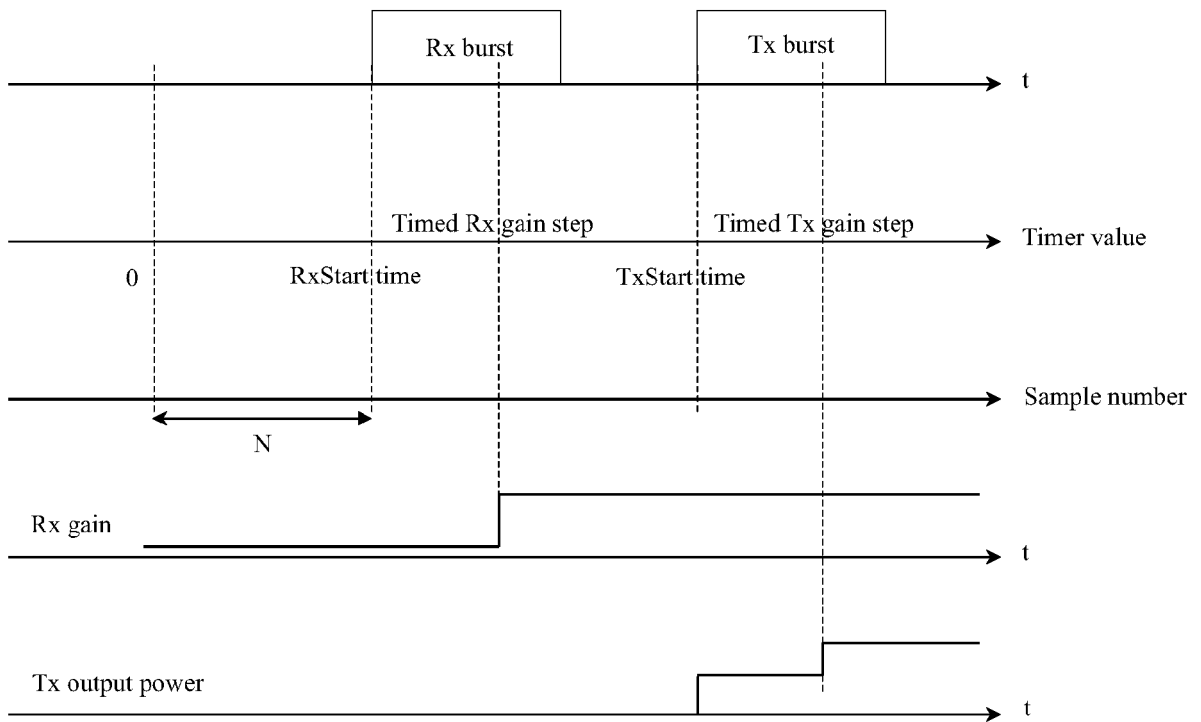 Rx burst
Tx burst
t
Timed Rx gain step
Timed Tx gain step
Timer value
0
RxStart time
TxStart time
Sample number
N
Rx gain
t
Tx output power
t